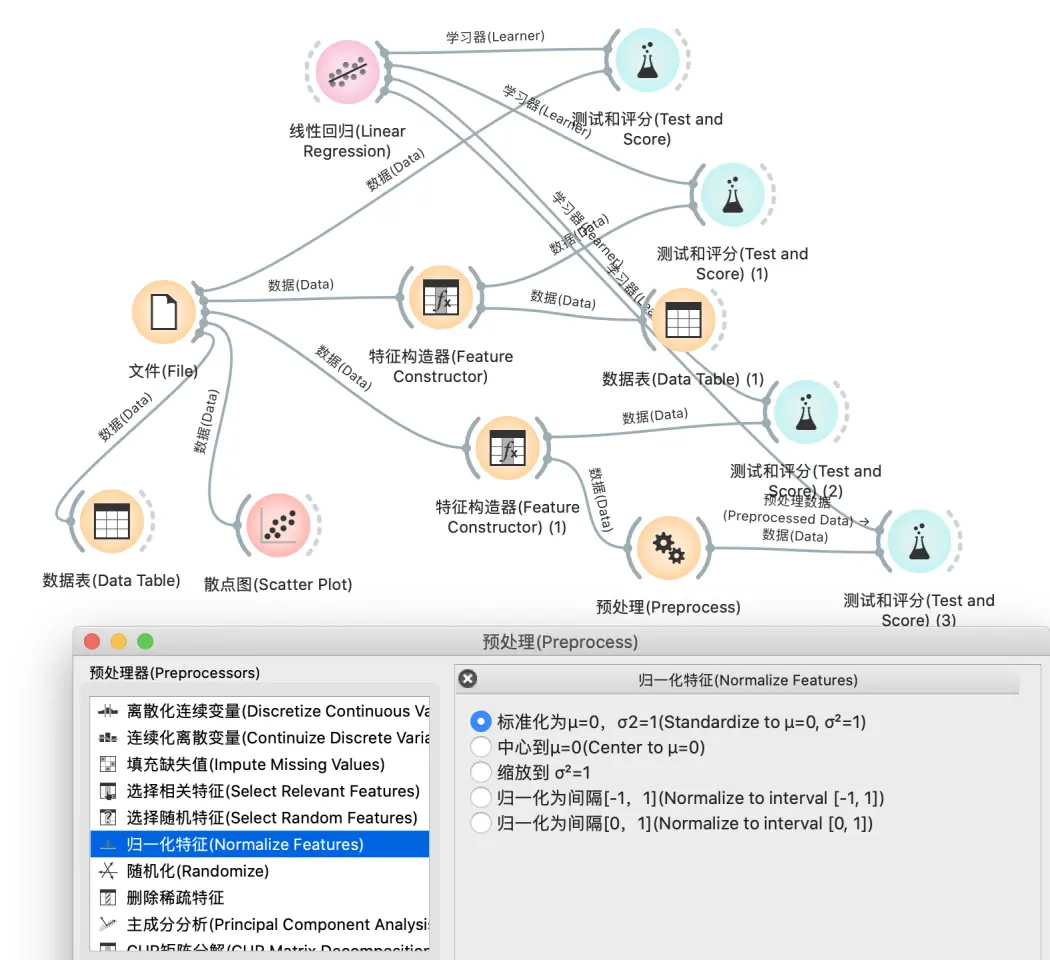 学习器(Learner)
线性回归(Linear
Regression)
测试和评分(Test and
Score)
学习器(Learner)
数据(Data)
测试和评分(Test and
Score) (1)
学习器(Learner)
数据(Data)
学习器(Lea
数据(Data)
数据(Data)
文件(File)
特征构造器(Feature
Constructor)
数据(Data)
数据表(Data Table) (1)
数据(Data)
数据(Data)
数据(Data)
测试和评分(Test and
Score) (2)
特征构造器(Feature
Constructor) (1)
数据(Data)
预处理数据
(Preprocessed Data) →
数据(Data)
数据表(Data Table)
散点图(Scatter Plot)
预处理(Preprocess)
测试和评分(Test and
Score) (3)
预处理(Preprocess)
预处理器(Preprocessors)
离散化连续变量(Discretize Continuous Va
连续化离散变量(Continuize Discrete Varia
填充缺失值(Impute Missing Values)
选择相关特征(Select Relevant Features)
选择随机特征(Select Random Features)
归一化特征(Normalize Features)
随机化(Randomize)
删除稀疏特征
主成分分析(Principal Component Analysi
CUR矩阵分解(CUR Matrix Decomposition
归一化特征(Normalize Features)
标准化为μ=0，σ2=1(Standardize to μ=0, σ²=1)
中心到μ=0(Center to μ=0)
缩放到 σ²=1
归一化为间隔[-1，1](Normalize to interval [-1, 1])
归一化为间隔[0，1](Normalize to interval [0, 1])